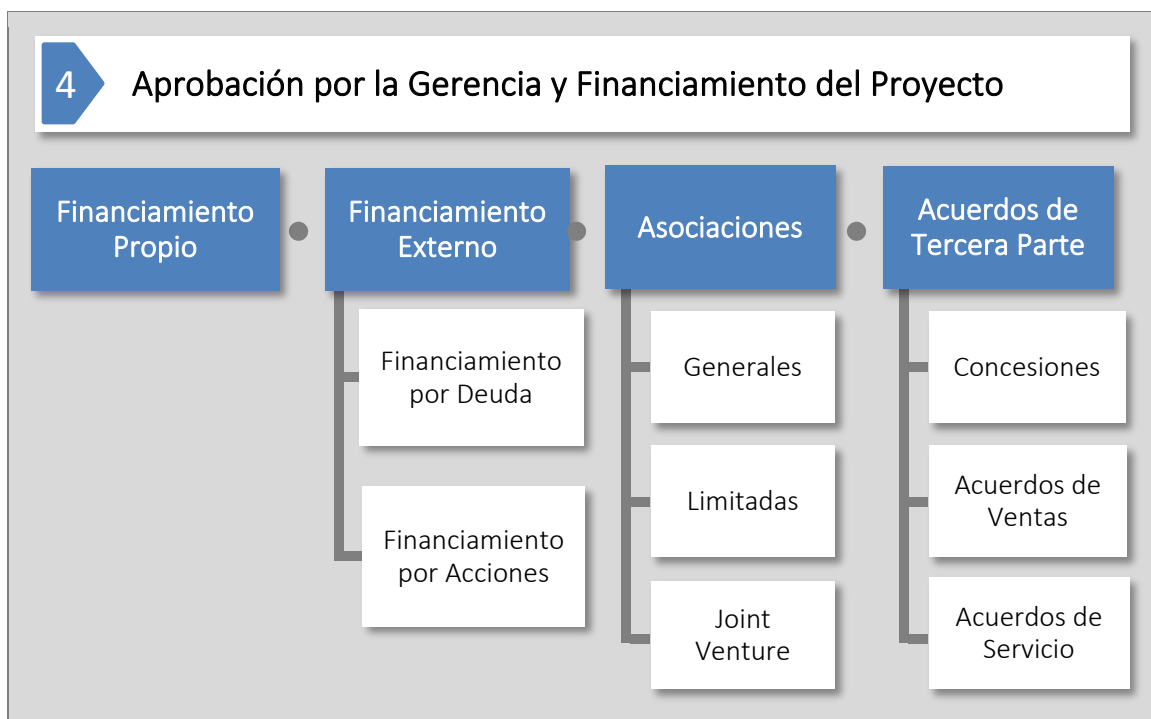 4
Aprobación por la Gerencia y Financiamiento del Proyecto
Financiamiento
Propio
Financiamiento
Externo
Financiamiento
por Deuda
Financiamiento
por Acciones
Asociaciones
Generales
Limitadas
Joint
Venture
Acuerdos de
Tercera Parte
Concesiones
Acuerdos de
Ventas
Acuerdos de
Servicio